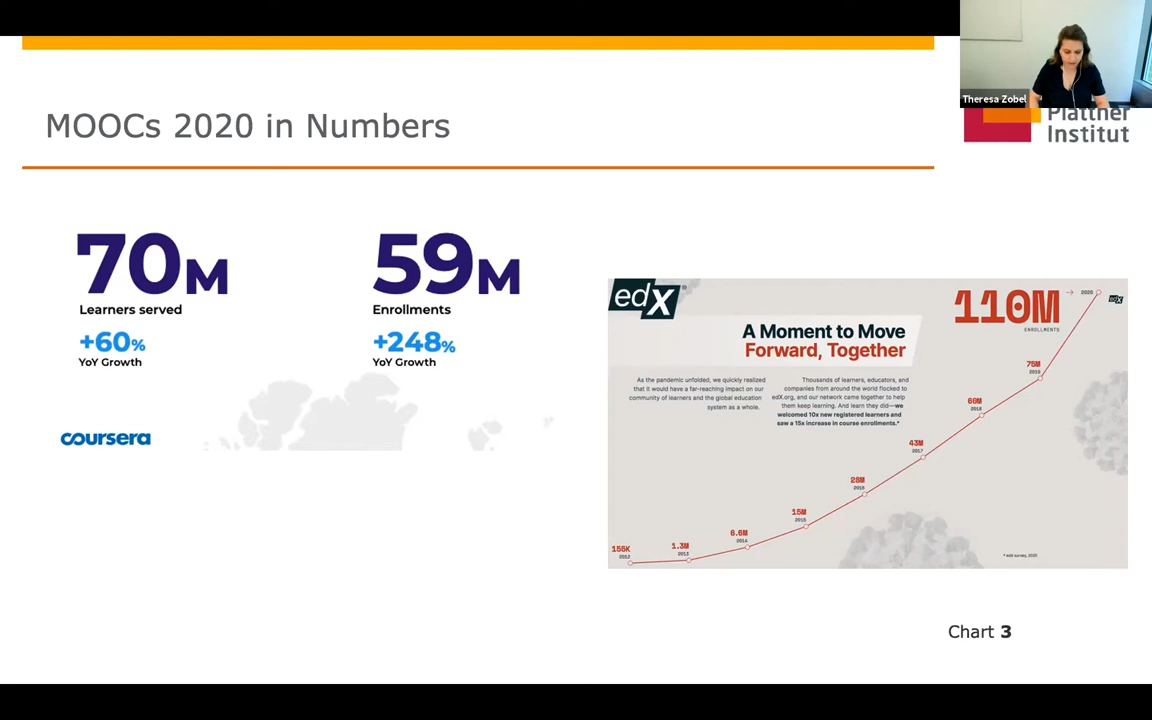 Theresa Zobel
Plattner
Institut
MOOCs 2020 in Numbers
70M
Learners served
+60%
YoY Growth
59M
Enrollments
+248%
YoY Growth
coursera
edX
A Moment to Move
Forward, Together
As the pandemic unfolded, we quickly realized
that it would have a far-reaching impact on our
community of learners and the global education
system as a whole.
Thousands of learners, educators, and
companies from around the world flocked to
edX.org, and our network came together to help
them keep learning. And learn they did—we
welcomed 10x new registered learners and
saw a 15x increase in course enrollments.*
110M
ENROLLMENTS
2020
edX
75M
2019
60M
2018
43M
2017
28M
2016
15M
2015
6.6M
2014
1.3M
2013
155K
2012
* edX survey, 2020
Chart 3